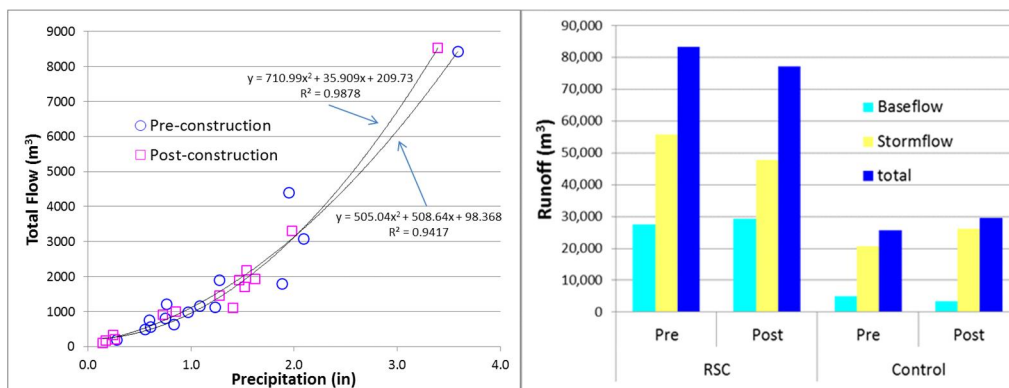 9000
8000
7000
6000
5000
4000
3000
2000
1000
0
Total Flow (m³)
y = 710.99x² + 35.909x + 209.73
R² = 0.9878
Pre-construction
Post-construction
y = 505.04x² + 508.64x + 98.368
R² = 0.9417
0.0 1.0 2.0 3.0 4.0
Precipitation (in)
90,000
80,000
70,000
60,000
50,000
40,000
30,000
20,000
10,000
0
Runoff (m³)
Baseflow
Stormflow
total
Pre Post Pre Post
RSC Control